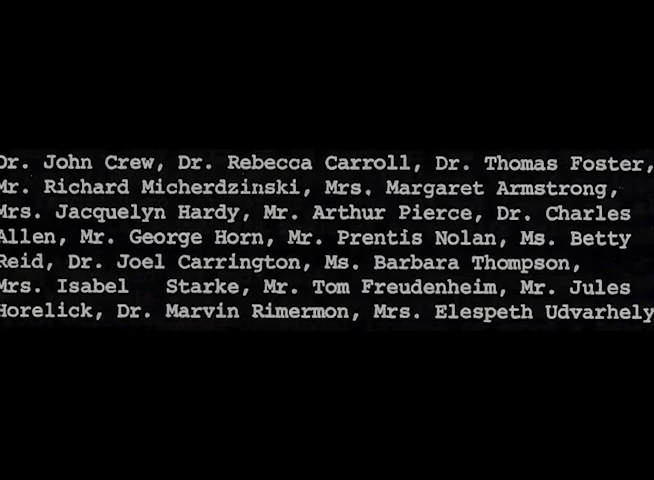 Dr. John Crew, Dr. Rebecca Carroll, Dr. Thomas Foster,
Mr. Richard Micherdzinski, Mrs. Margaret Armstrong,
Mrs. Jacquelyn Hardy, Mr. Arthur Pierce, Dr. Charles
Allen, Mr. George Horn, Mr. Prentis Nolan, Ms. Betty
Reid, Dr. Joel Carrington, Ms. Barbara Thompson,
Mrs. Isabel Starke, Mr. Tom Freudenheim, Mr. Jules
Horelick, Dr. Marvin Rimermon, Mrs. Elespeth Udvarhely